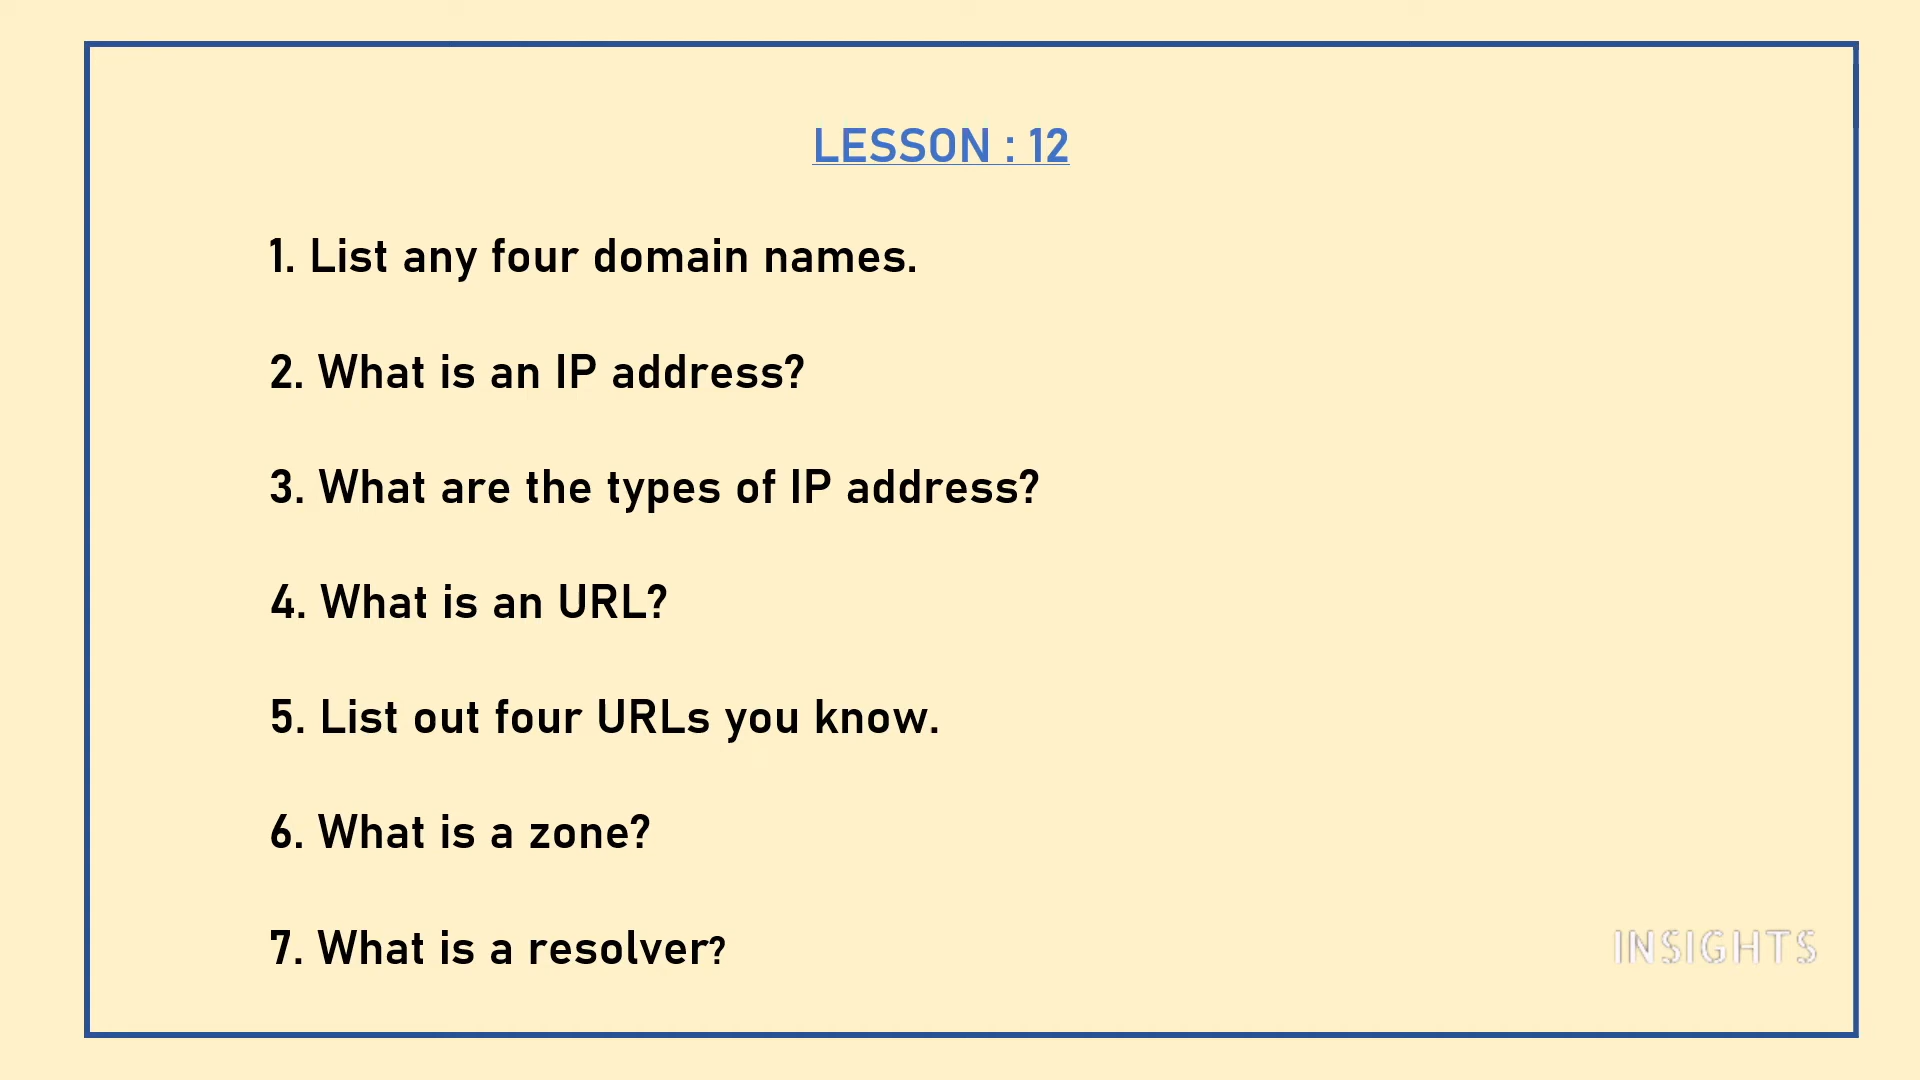 LESSON : 12
1. List any four domain names.
2. What is an IP address?
3. What are the types of IP address?
4. What is an URL?
5. List out four URLs you know.
6. What is a zone?
7. What is a resolver?
INSIGHTS